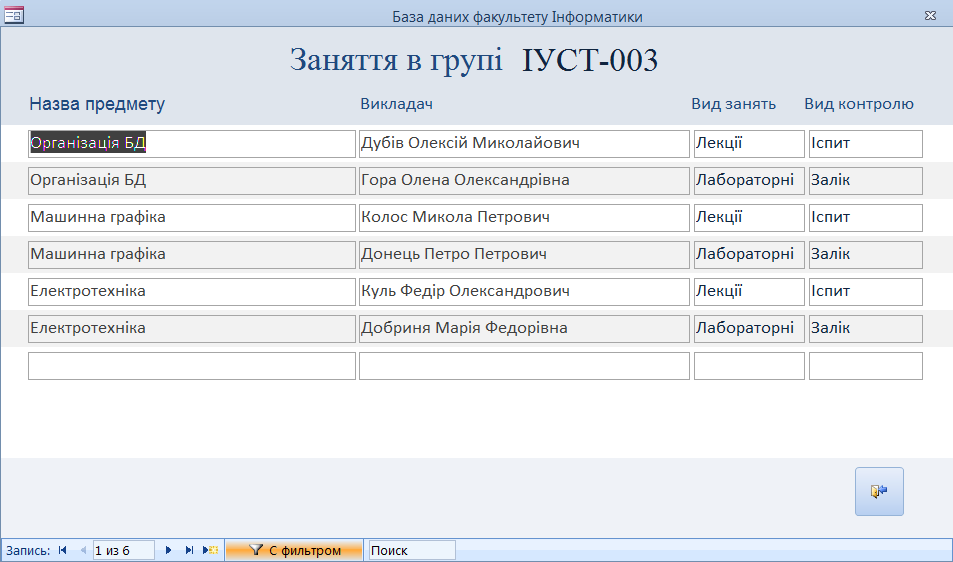 База даних факультету Інформатики
Заняття в групі ІУСТ-003
Назва предмету Викладач Вид занять Вид контролю
Організація БД Дубів Олексій Миколайович Лекції Іспит
Організація БД Гора Олена Олександрівна Лабораторні Залік
Машинна графіка Колос Микола Петрович Лекції Іспит
Машинна графіка Донець Петро Петрович Лабораторні Залік
Електротехніка Куль Федір Олександрович Лекції Іспит
Електротехніка Добриня Марія Федорівна Лабораторні Залік
Запись: 1 из 6 С фильтром Поиск